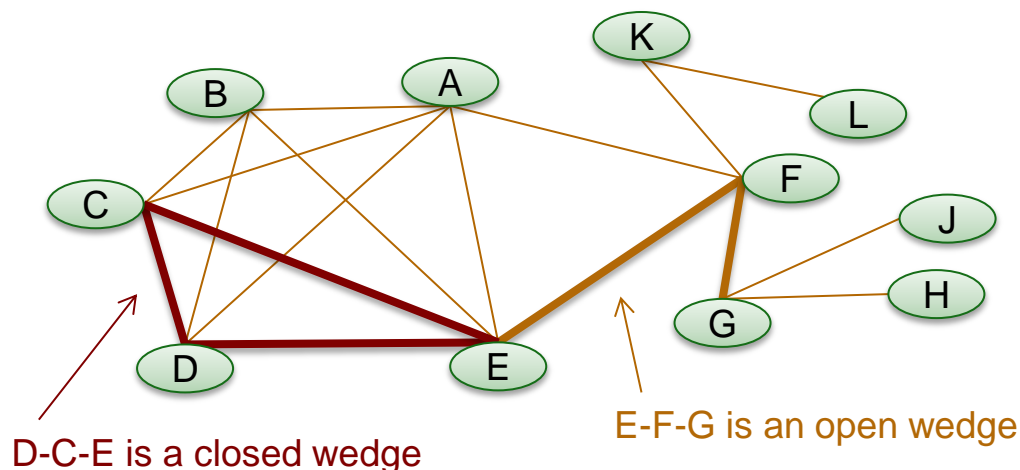 K
A
B
L
F
C
J
H
G
D
E
E-F-G is an open wedge
D-C-E is a closed wedge